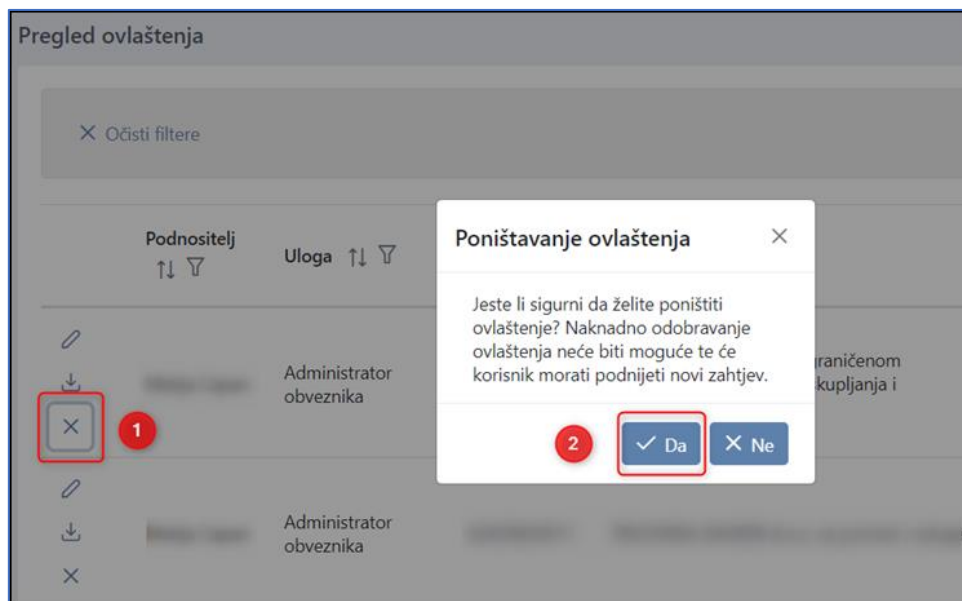 Pregled ovlaštenja
Očisti filtere
Podnositelj
Uloga
Poništavanje ovlaštenja
Jeste li sigurni da želite poništiti
ovlaštenje? Naknadno odobravanje
ovlaštenja neće biti moguće te će
korisnik morati podnijeti novi zahtjev.
Administrator
obveznika
graničenom
skupljanja i
1
2
Da
Ne
Administrator
obveznika